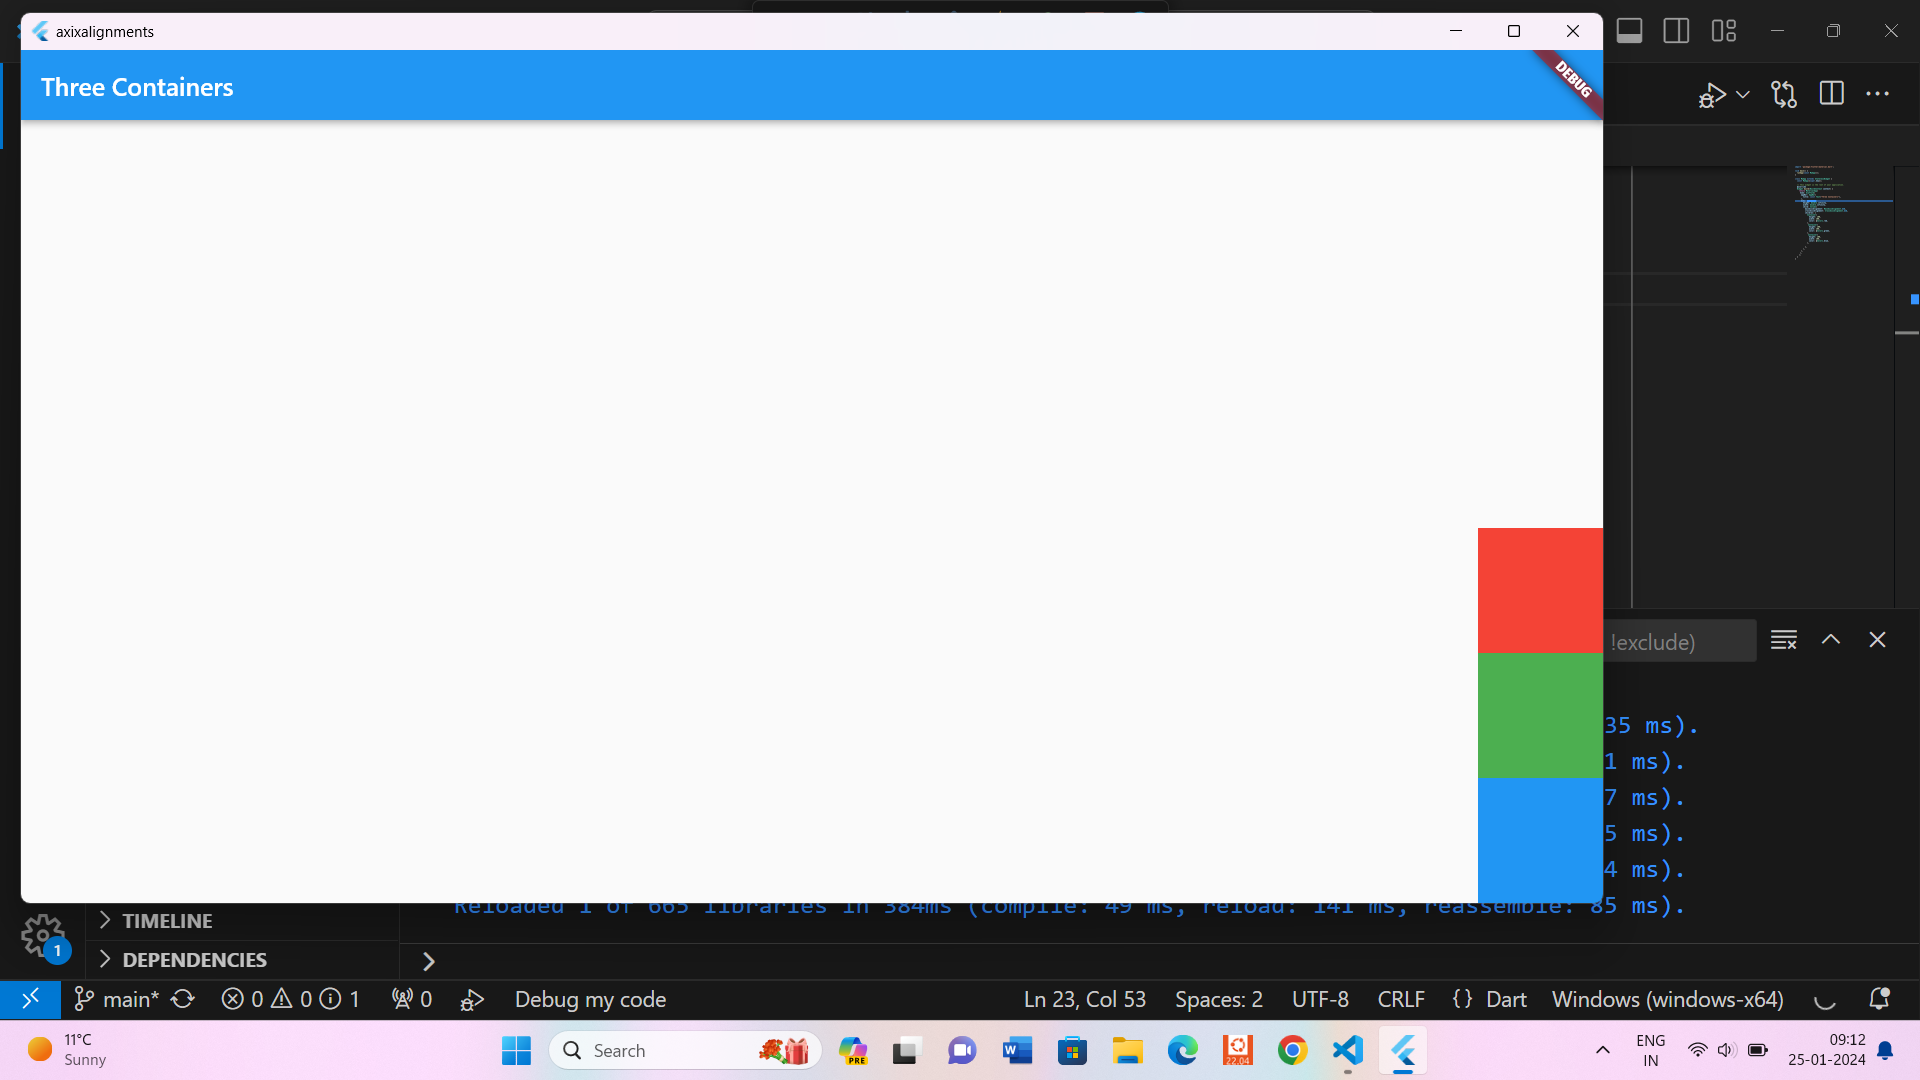 axixalignments
Three Containers
DEBUG
!exclude)
35 ms).
1 ms).
7 ms).
5 ms).
4 ms).
Reloaded 1 of 665 libraries in 384ms (compile: 49 ms, reload: 141 ms, reassemble: 85 ms).
TIMELINE
1
DEPENDENCIES
main* 0 0 1 0 Debug my code Ln 23, Col 53 Spaces: 2 UTF-8 CRLF {} Dart Windows (windows-x64)
11°C
Sunny
Search
PRE
22.04
ENG
IN
09:12
25-01-2024